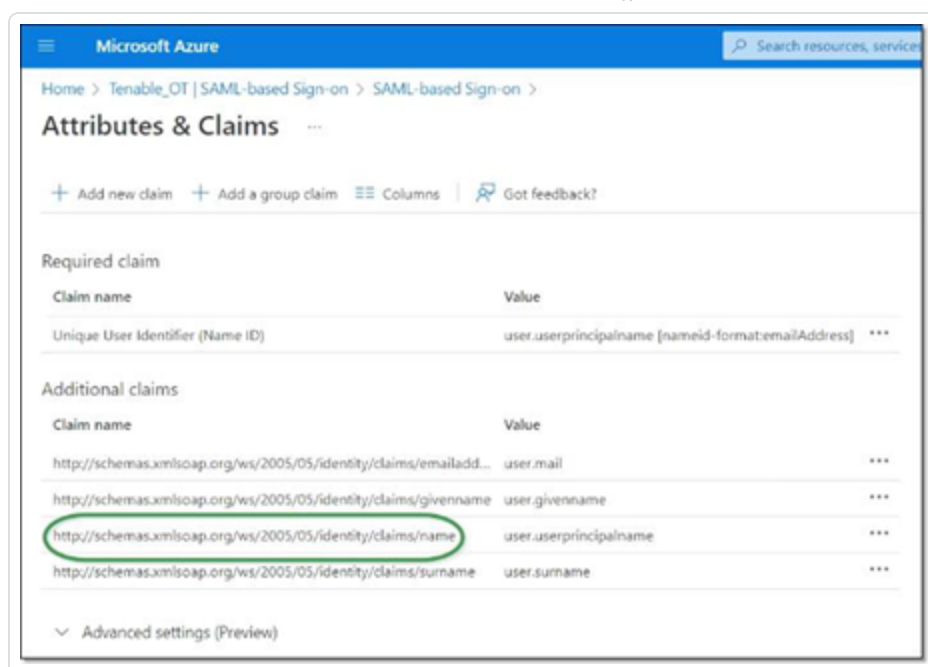 Microsoft Azure
Search resources, services
Home > Tenable_OT | SAML-based Sign-on > SAML-based Sign-on >
Attributes & Claims ...
+ Add new claim + Add a group claim Columns | Got feedback?
Required claim
Claim name Value
Unique User Identifier (Name ID) user.userprincipalname [nameid-format:emailAddress] ...
Additional claims
Claim name Value
http://schemas.xmlsoap.org/ws/2005/05/identity/claims/emailadd... user.mail ...
http://schemas.xmlsoap.org/ws/2005/05/identity/claims/givenname user.givenname ...
http://schemas.xmlsoap.org/ws/2005/05/identity/claims/name user.userprincipalname ...
http://schemas.xmlsoap.org/ws/2005/05/identity/claims/surname user.surname ...
Advanced settings (Preview)